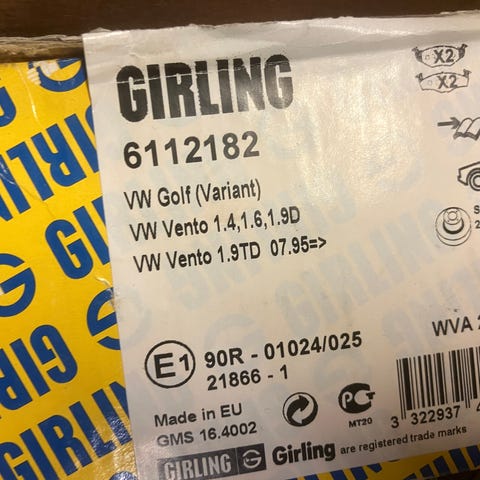 GIRLING
X2
X2
6112182
VW Golf (Variant)
VW Vento 1.4,1.6,1.9D
VW Vento 1.9TD 07.95=>
WVA
E1
90R - 01024/025
21866 - 1
Made in EU
GMS 16.4002
MT20
3 322937
GIRLING Girling are registered trade marks
GIRLING
GIRLING